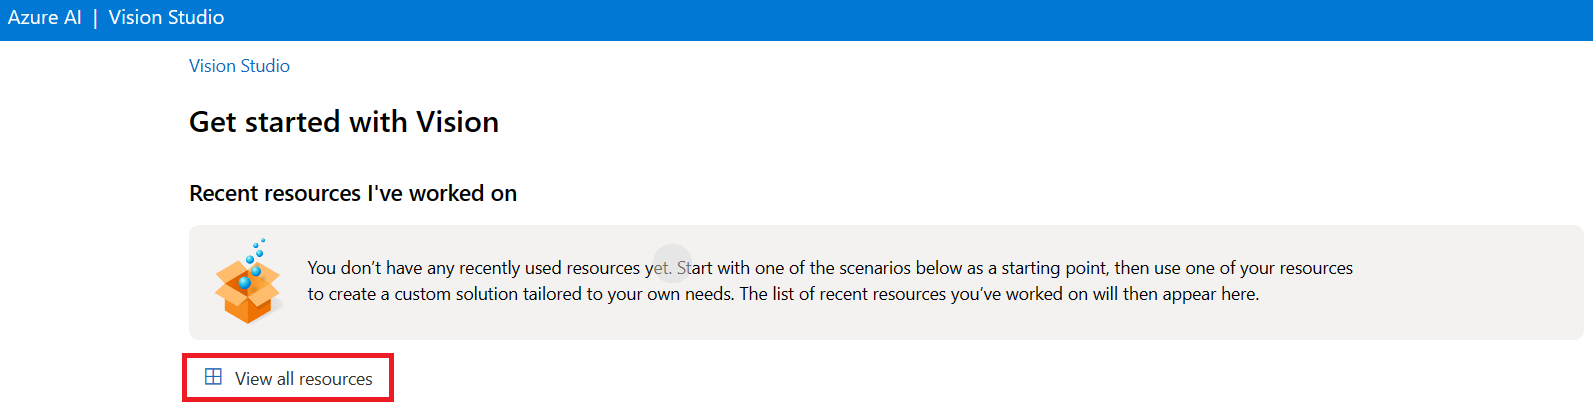 Azure AI | Vision Studio
Vision Studio
Get started with Vision
Recent resources I've worked on
You don’t have any recently used resources yet. Start with one of the scenarios below as a starting point, then use one of your resources
to create a custom solution tailored to your own needs. The list of recent resources you’ve worked on will then appear here.
View all resources